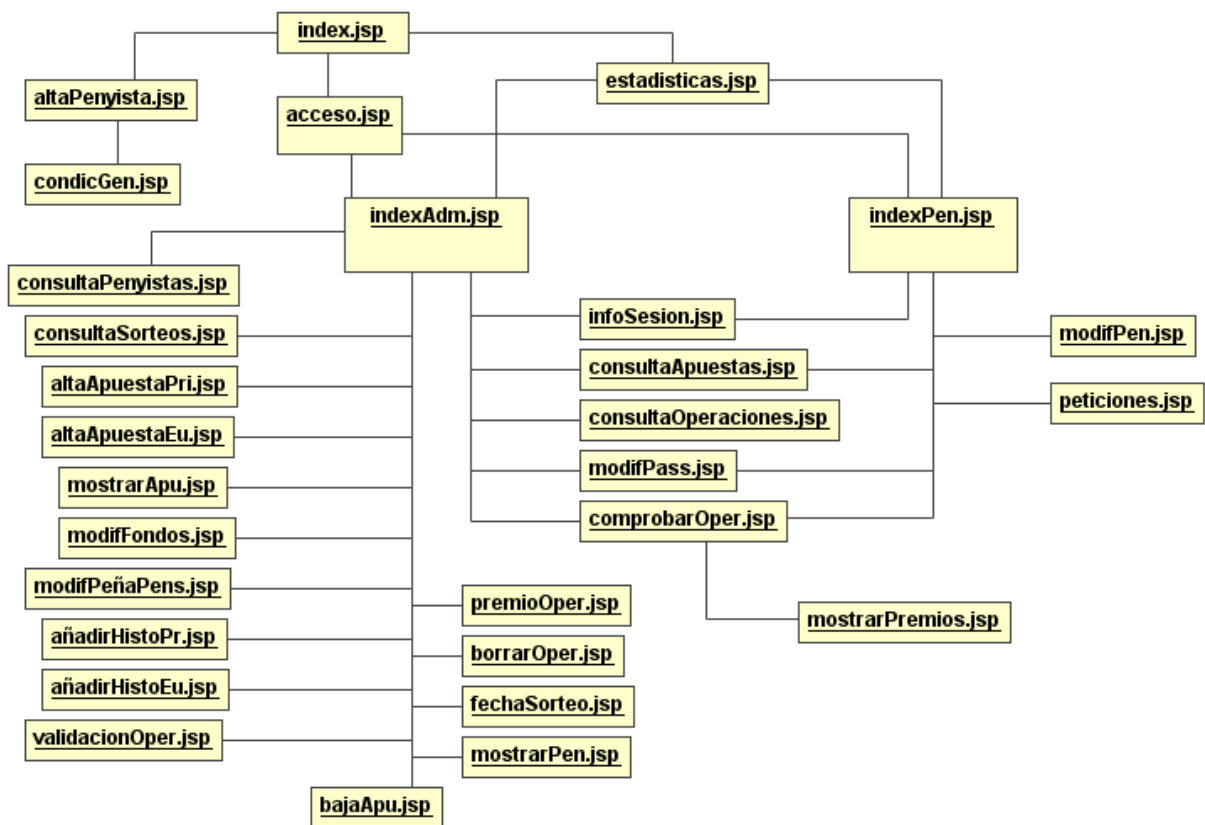 index.jsp
altaPenyista.jsp
estadisticas.jsp
acceso.jsp
condicGen.jsp
indexAdm.jsp
indexPen.jsp
consultaPenyistas.jsp
consultaSorteos.jsp
altaApuestaPri.jsp
altaApuestaEu.jsp
mostrarApu.jsp
modifFondos.jsp
modifPeñaPens.jsp
añadirHistoPr.jsp
añadirHistoEu.jsp
validacionOper.jsp
bajaApu.jsp
premioOper.jsp
borrarOper.jsp
fechaSorteo.jsp
mostrarPen.jsp
infoSesion.jsp
consultaApuestas.jsp
consultaOperaciones.jsp
modifPass.jsp
comprobarOper.jsp
mostrarPremios.jsp
modifPen.jsp
peticiones.jsp